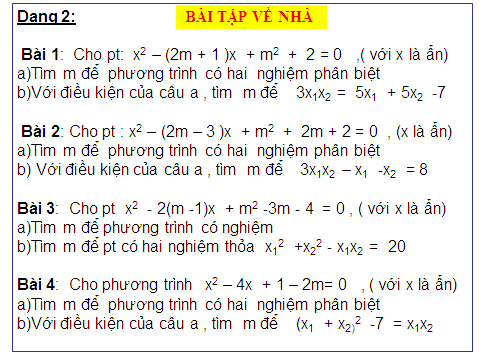 Dang 2: BÀI TẬP VỀ NHÀ
Bài 1: Cho pt: x² – (2m + 1 )x + m² + 2 = 0 ,( với x là ẩn)
a)Tìm m để phương trình có hai nghiệm phân biệt
b)Với điều kiện của câu a , tìm m để 3x₁x₂ = 5x₁ + 5x₂ -7
Bài 2: Cho pt : x² – (2m – 3 )x + m² + 2m + 2 = 0 , (x là ẩn)
a)Tìm m để phương trình có hai nghiệm phân biệt
b) Với điều kiện của câu a , tìm m để 3x₁x₂ – x₁ -x₂ = 8
Bài 3: Cho pt x² - 2(m -1)x + m² -3m - 4 = 0 , ( với x là ẩn)
a)Tìm m để phương trình có nghiệm
b)Tìm m để pt có hai nghiệm thỏa x₁² +x₂² - x₁x₂ = 20
Bài 4: Cho phương trình x² – 4x + 1 – 2m= 0 , ( với x là ẩn)
a)Tìm m để phương trình có hai nghiệm phân biệt
b)Với điều kiện của câu a , tìm m để (x₁ + x₂₎² -7 = x₁x₂